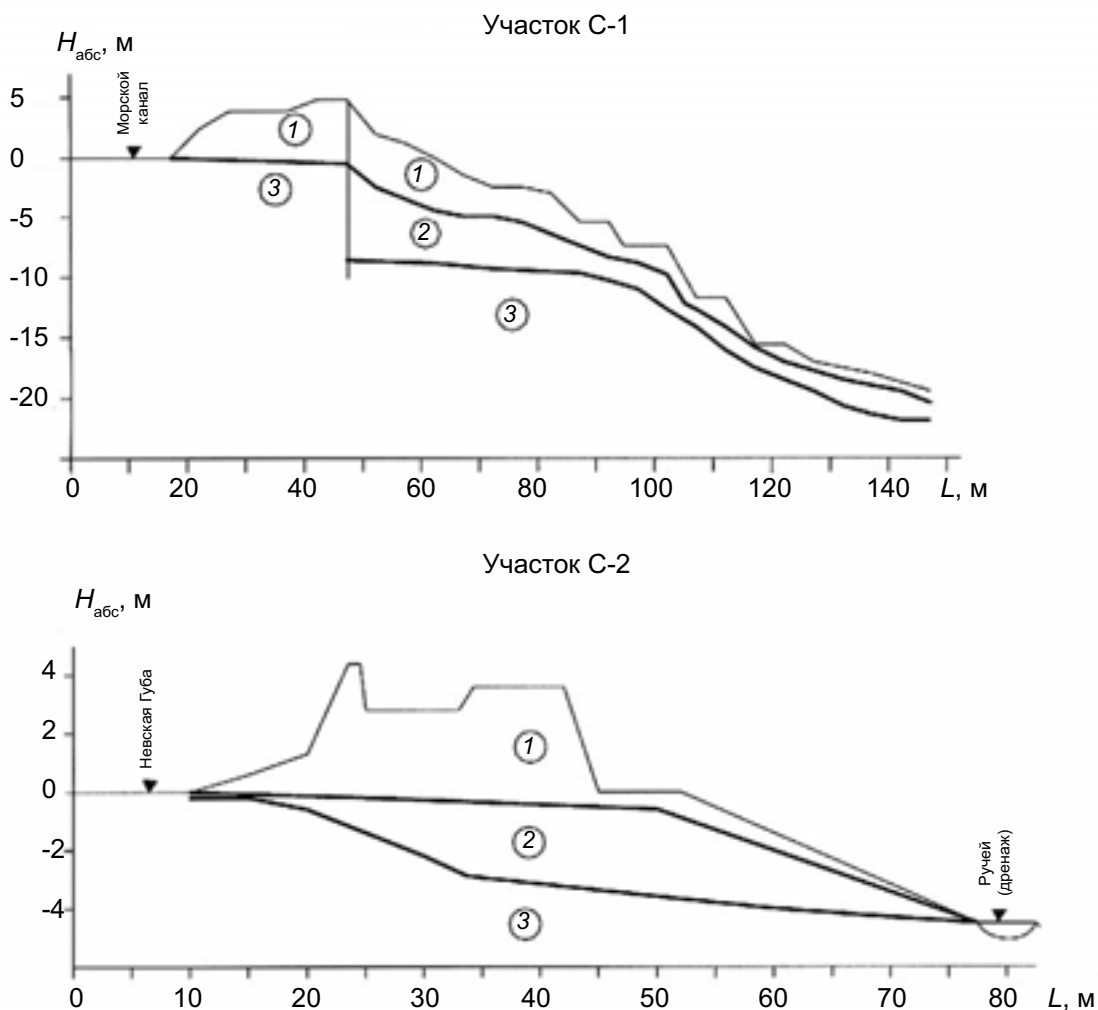 Участок С-1
Hабс, м
Морской
канал
5
0
-5
-10
-15
-20
1
1
2
3
3
0 20 40 60 80 100 120 140 L, м
Участок С-2
Hабс, м
Невская Губа
4
2
0
-2
-4
1
2
3
Ручей
(дренаж)
0 10 20 30 40 50 60 70 80 L, м